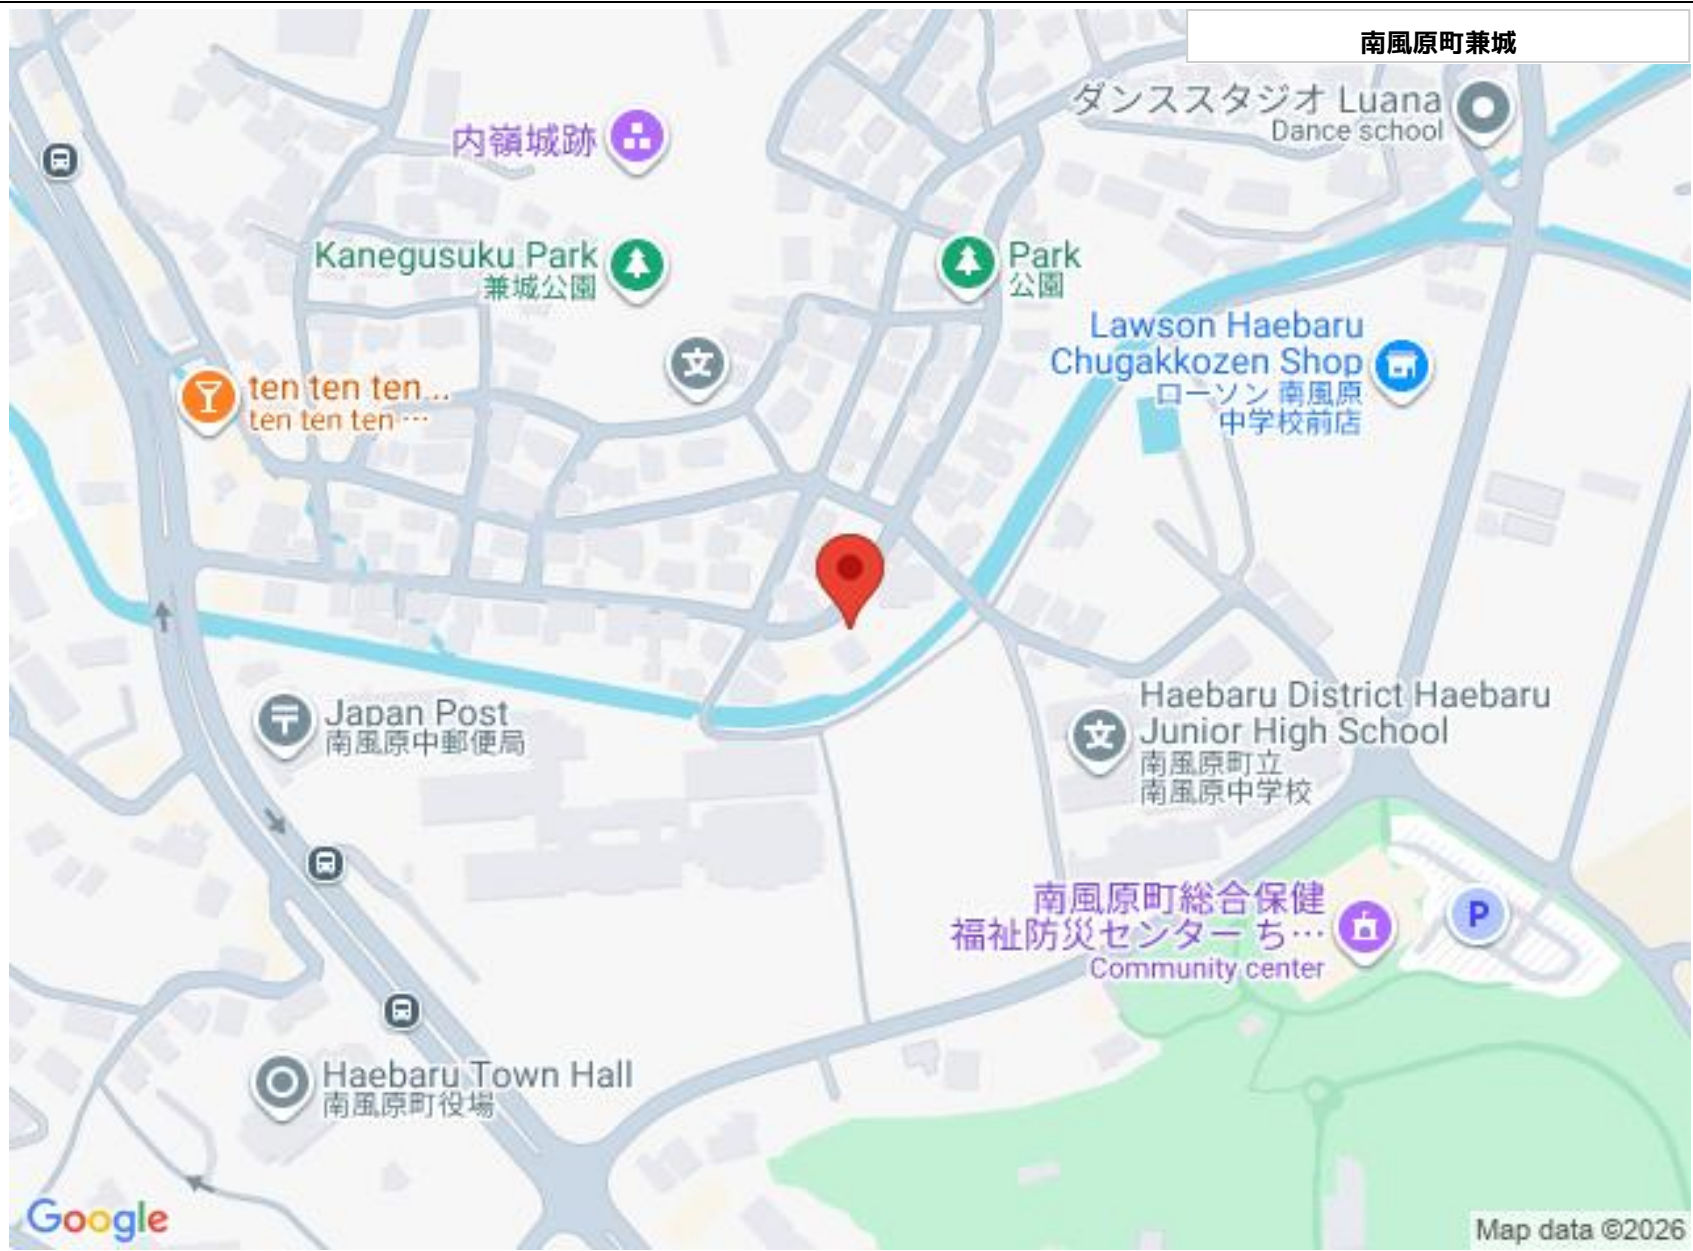 南風原町兼城
ダンススタジオ Luana
Dance school
内嶺城跡
Kanegusuku Park
兼城公園
Park
公園
Lawson Haebaru
Chugakkozen Shop
ローソン 南風原
中学校前店
文
ten ten ten ..
ten ten ten …
Japan Post
南風原中郵便局
文
Haebaru District Haebaru
Junior High School
南風原町立
南風原中学校
南風原町総合保健
福祉防災センター ち…
Community center
P
Haebaru Town Hall
南風原町役場
Google
Map data ©2026